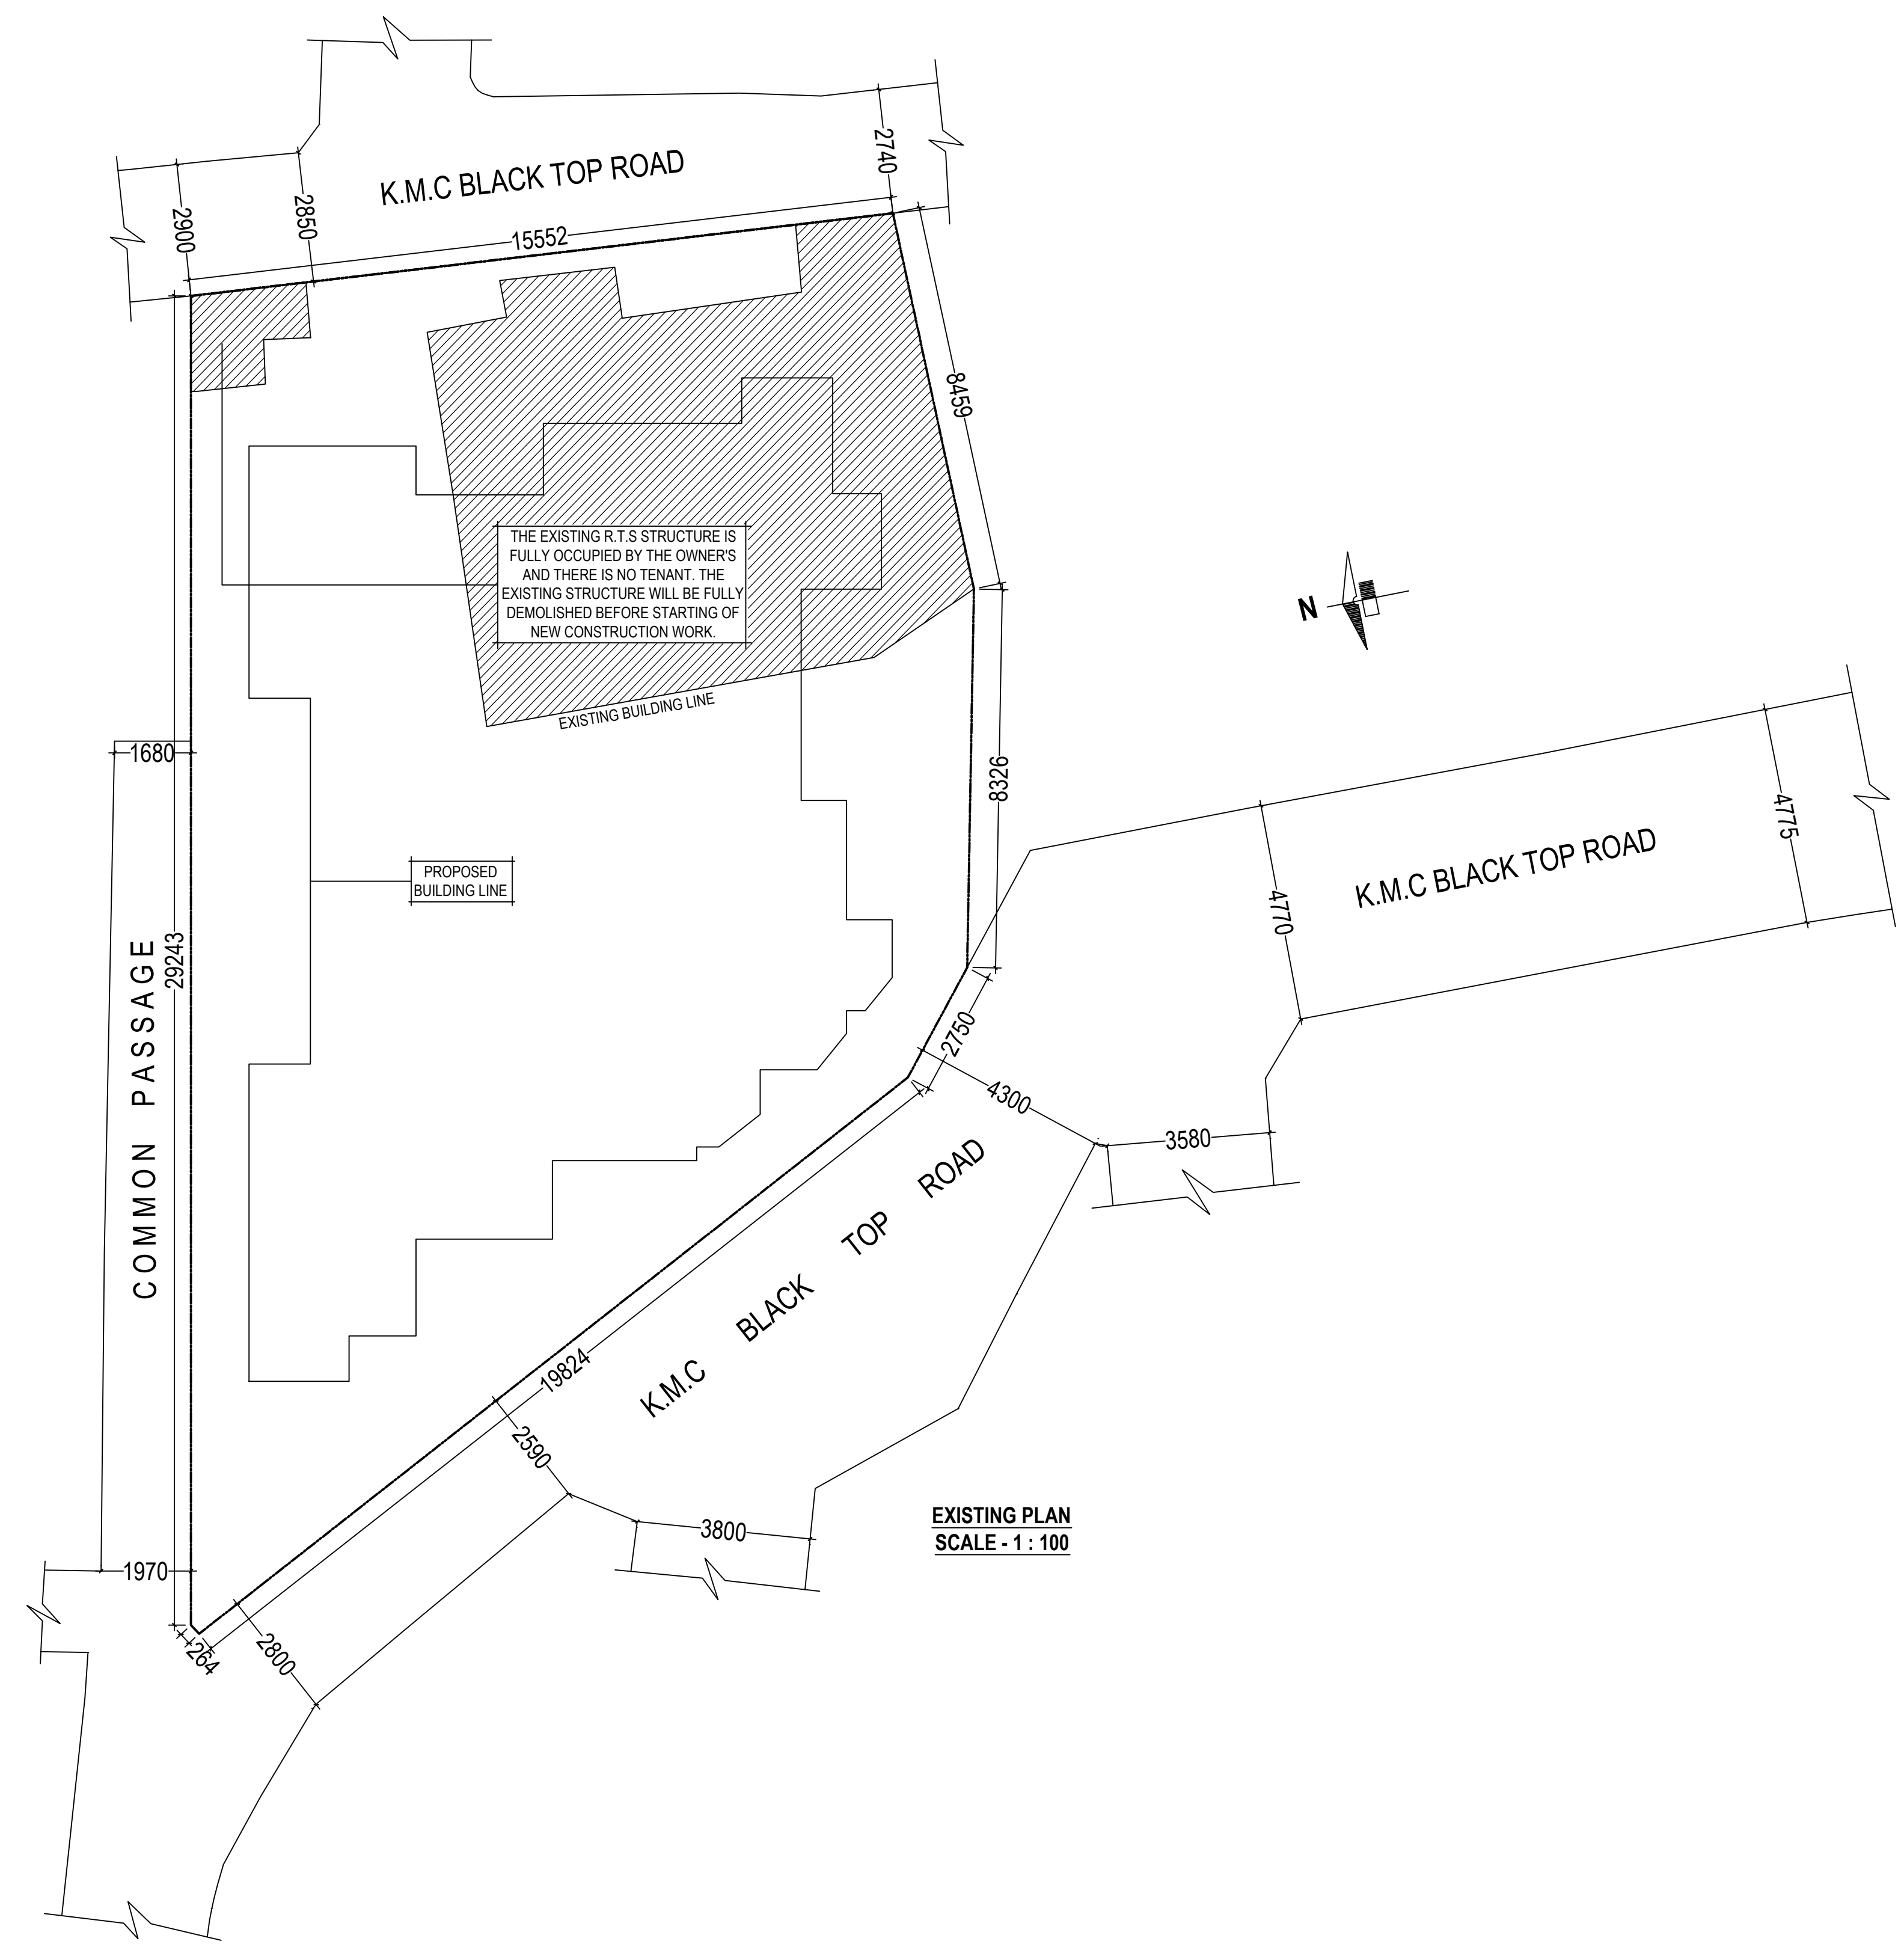 2740
K.M.C BLACK TOP ROAD
2900
2850
15552
8459
THE EXISTING R.T.S STRUCTURE IS
FULLY OCCUPIED BY THE OWNER'S
AND THERE IS NO TENANT. THE
EXISTING STRUCTURE WILL BE FULLY
DEMOLISHED BEFORE STARTING OF
NEW CONSTRUCTION WORK.
N
EXISTING BUILDING LINE
1680
8326
4775
K.M.C BLACK TOP ROAD
4770
PROPOSED
BUILDING LINE
29243
COMMON PASSAGE
2750
4300
3580
K.M.C BLACK TOP ROAD
19824
2590
3800
EXISTING PLAN
SCALE - 1 : 100
1970
264
2800